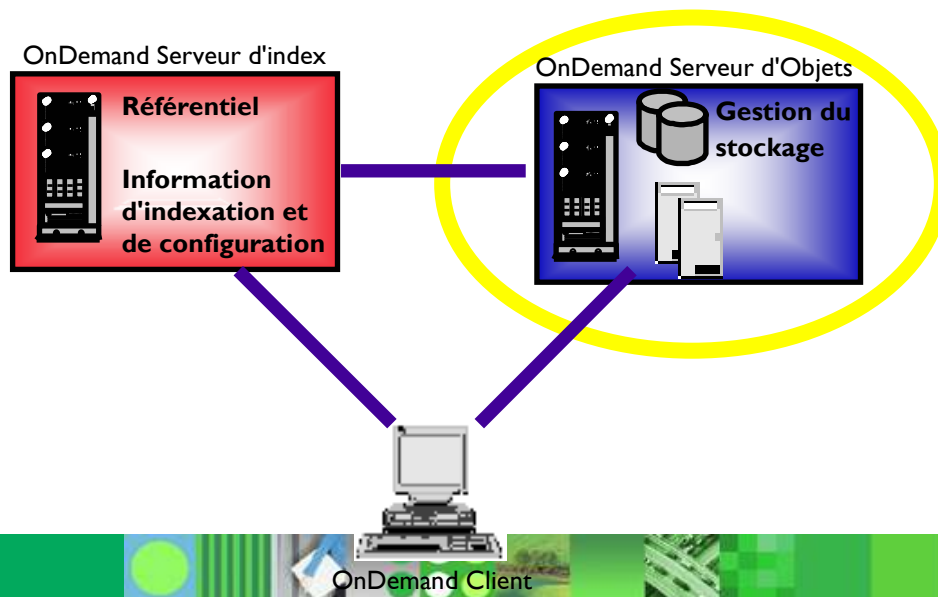 OnDemand Serveur d'index
Référentiel
Information
d'indexation et
de configuration
OnDemand Serveur d'Objets
Gestion du
stockage
OnDemand Client